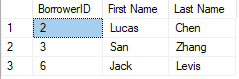 BorrowerID First Name Last Name
1 2 Lucas Chen
2 3 San Zhang
3 6 Jack Levis